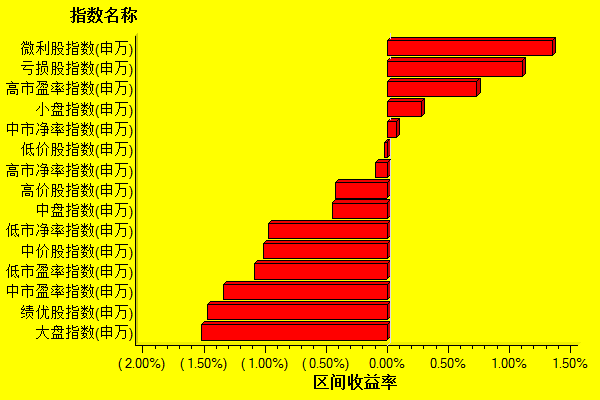 指数名称
微利股指数(申万)
亏损股指数(申万)
高市盈率指数(申万)
小盘指数(申万)
中市净率指数(申万)
低价股指数(申万)
高市净率指数(申万)
高价股指数(申万)
中盘指数(申万)
低市净率指数(申万)
中价股指数(申万)
低市盈率指数(申万)
中市盈率指数(申万)
绩优股指数(申万)
大盘指数(申万)
(2.00%) (1.50%) (1.00%) (0.50%) 0.00% 0.50% 1.00% 1.50%
区间收益率